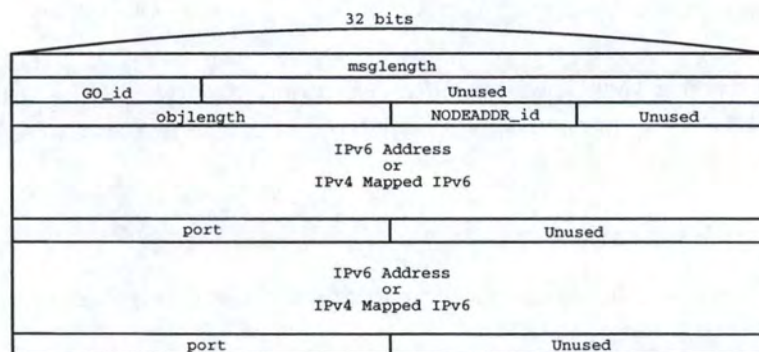 32 bits
msglength
GO_id Unused
objlength NODEADDR_id Unused
IPv6 Address
or
IPv4 Mapped IPv6
port Unused
IPv6 Address
or
IPv4 Mapped IPv6
port Unused